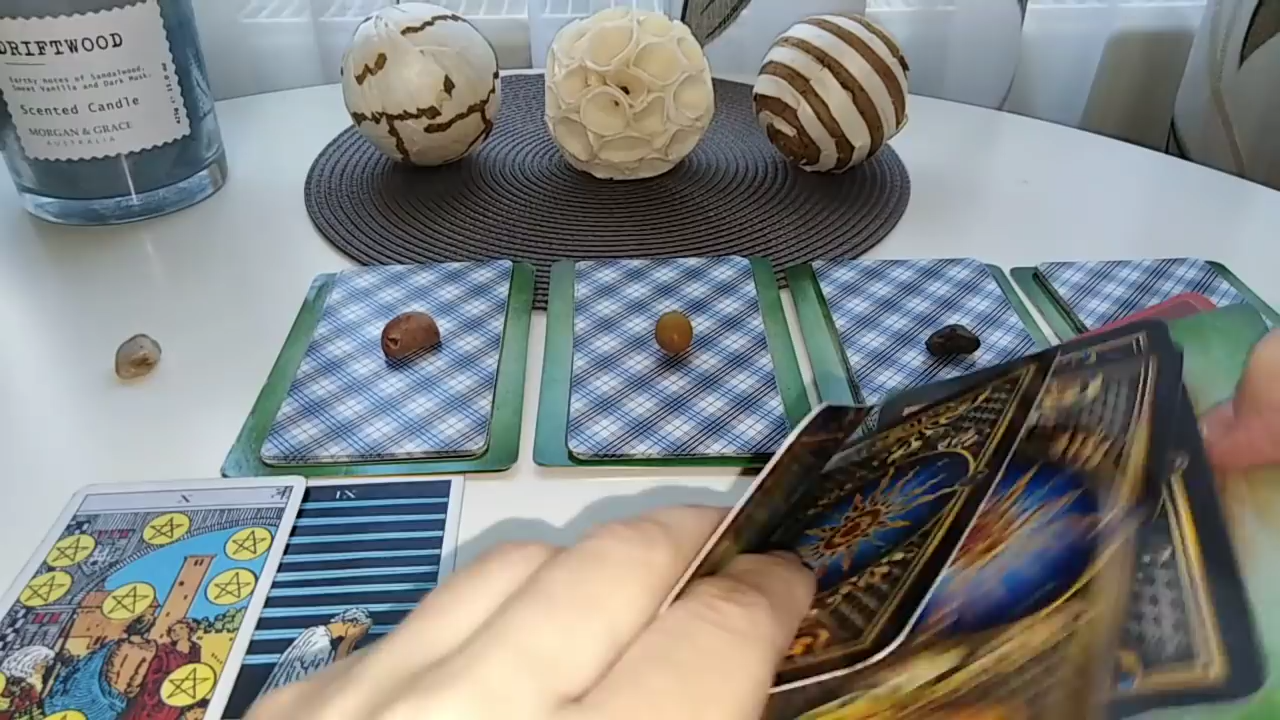 DRIFTWOOD
Earthy notes of Sandalwood,
Sweet Vanilla and Dark Musk.
Scented Candle
MORGAN & GRACE
AUSTRALIA
X
IX